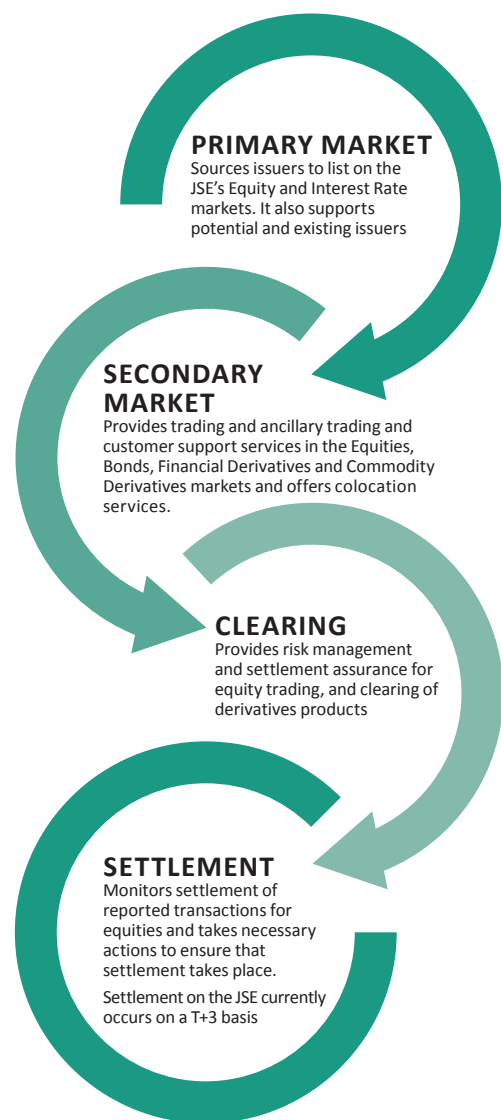 PRIMARY MARKET
Sources issuers to list on the
JSE's Equity and Interest Rate
markets. It also supports
potential and existing issuers
SECONDARY
MARKET
Provides trading and ancillary trading and
customer support services in the Equities,
Bonds, Financial Derivatives and Commodity
Derivatives markets and offers colocation
services.
CLEARING
Provides risk management
and settlement assurance for
equity trading, and clearing of
derivatives products
SETTLEMENT
Monitors settlement of
reported transactions for
equities and takes necessary
actions to ensure that
settlement takes place.
Settlement on the JSE currently
occurs on a T+3 basis